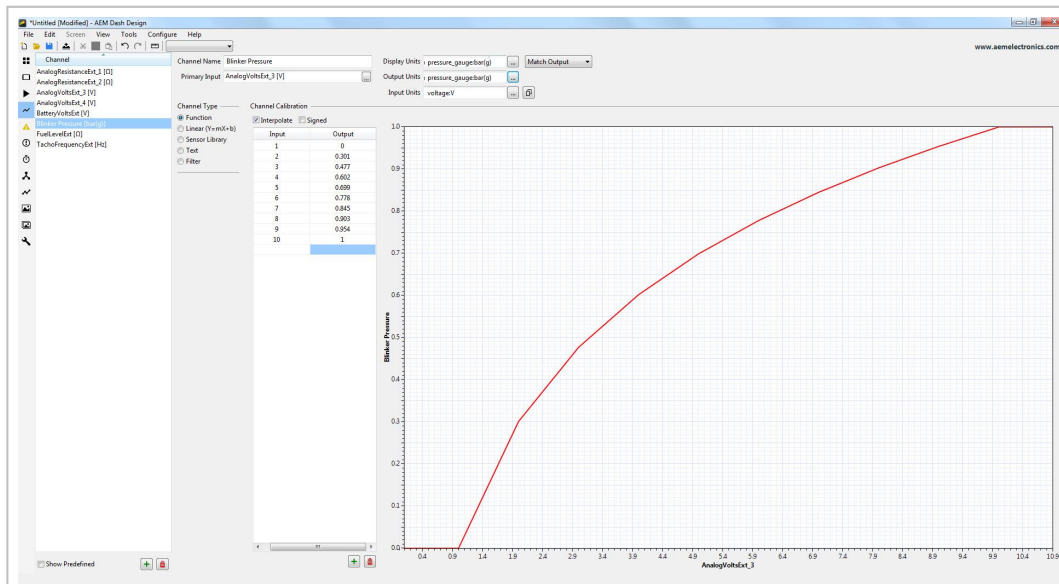 *Untitled [Modified] - AEM Dash Design
File Edit Screen View Tools Configure Help
www.aemelectronics.com
Channel
AnalogResistanceExt_1 [Ω]
AnalogResistanceExt_2 [Ω]
AnalogVoltsExt_3 [V]
AnalogVoltsExt_4 [V]
BatteryVoltsExt [V]
Blinker Pressure [bar(g)]
FuelLevelExt [Ω]
TachoFrequencyExt [Hz]
Show Predefined
Channel Name Blinker Pressure
Primary Input AnalogVoltsExt_3 [V] ...
Display Units pressure_gauge:bar(g) ... Match Output
Output Units pressure_gauge:bar(g) ...
Input Units voltage:V ...
Channel Type
Function
Linear (Y=mX+b)
Sensor Library
Text
Filter
Channel Calibration
Interpolate Signed
Input Output
1 0
2 0.301
3 0.477
4 0.602
5 0.699
6 0.778
7 0.845
8 0.903
9 0.954
10 1
1.0
0.9
0.8
0.7
0.6
0.5
0.4
0.3
0.2
0.1
0.0
Blinker Pressure
0.4 0.9 1.4 1.9 2.4 2.9 3.4 3.9 4.4 4.9 5.4 5.9 6.4 6.9 7.4 7.9 8.4 8.9 9.4 9.9 10.4 10.9
AnalogVoltsExt_3